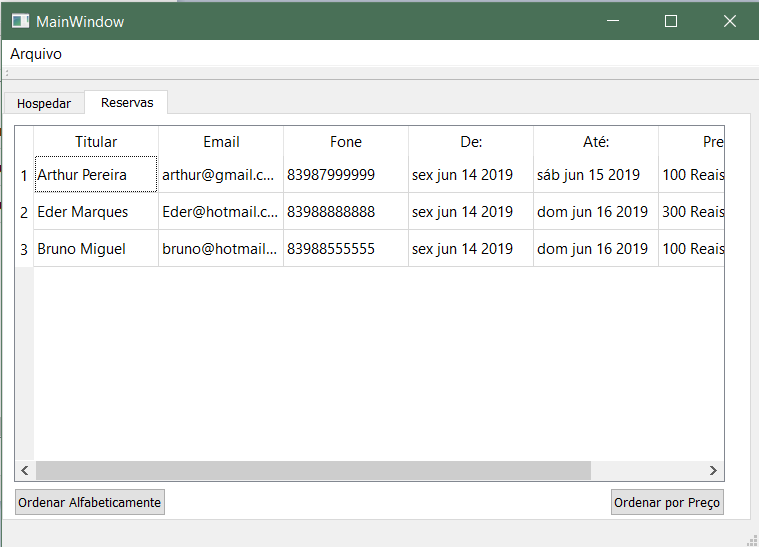 MainWindow
Arquivo
Hospedar Reservas
Titular Email Fone De: Até: Pre
1 Arthur Pereira arthur@gmail.c... 83987999999 sex jun 14 2019 sáb jun 15 2019 100 Reais
2 Eder Marques Eder@hotmail.c... 83988888888 sex jun 14 2019 dom jun 16 2019 300 Reais
3 Bruno Miguel bruno@hotmail... 83988555555 sex jun 14 2019 dom jun 16 2019 100 Reais
Ordenar Alfabeticamente Ordenar por Preço